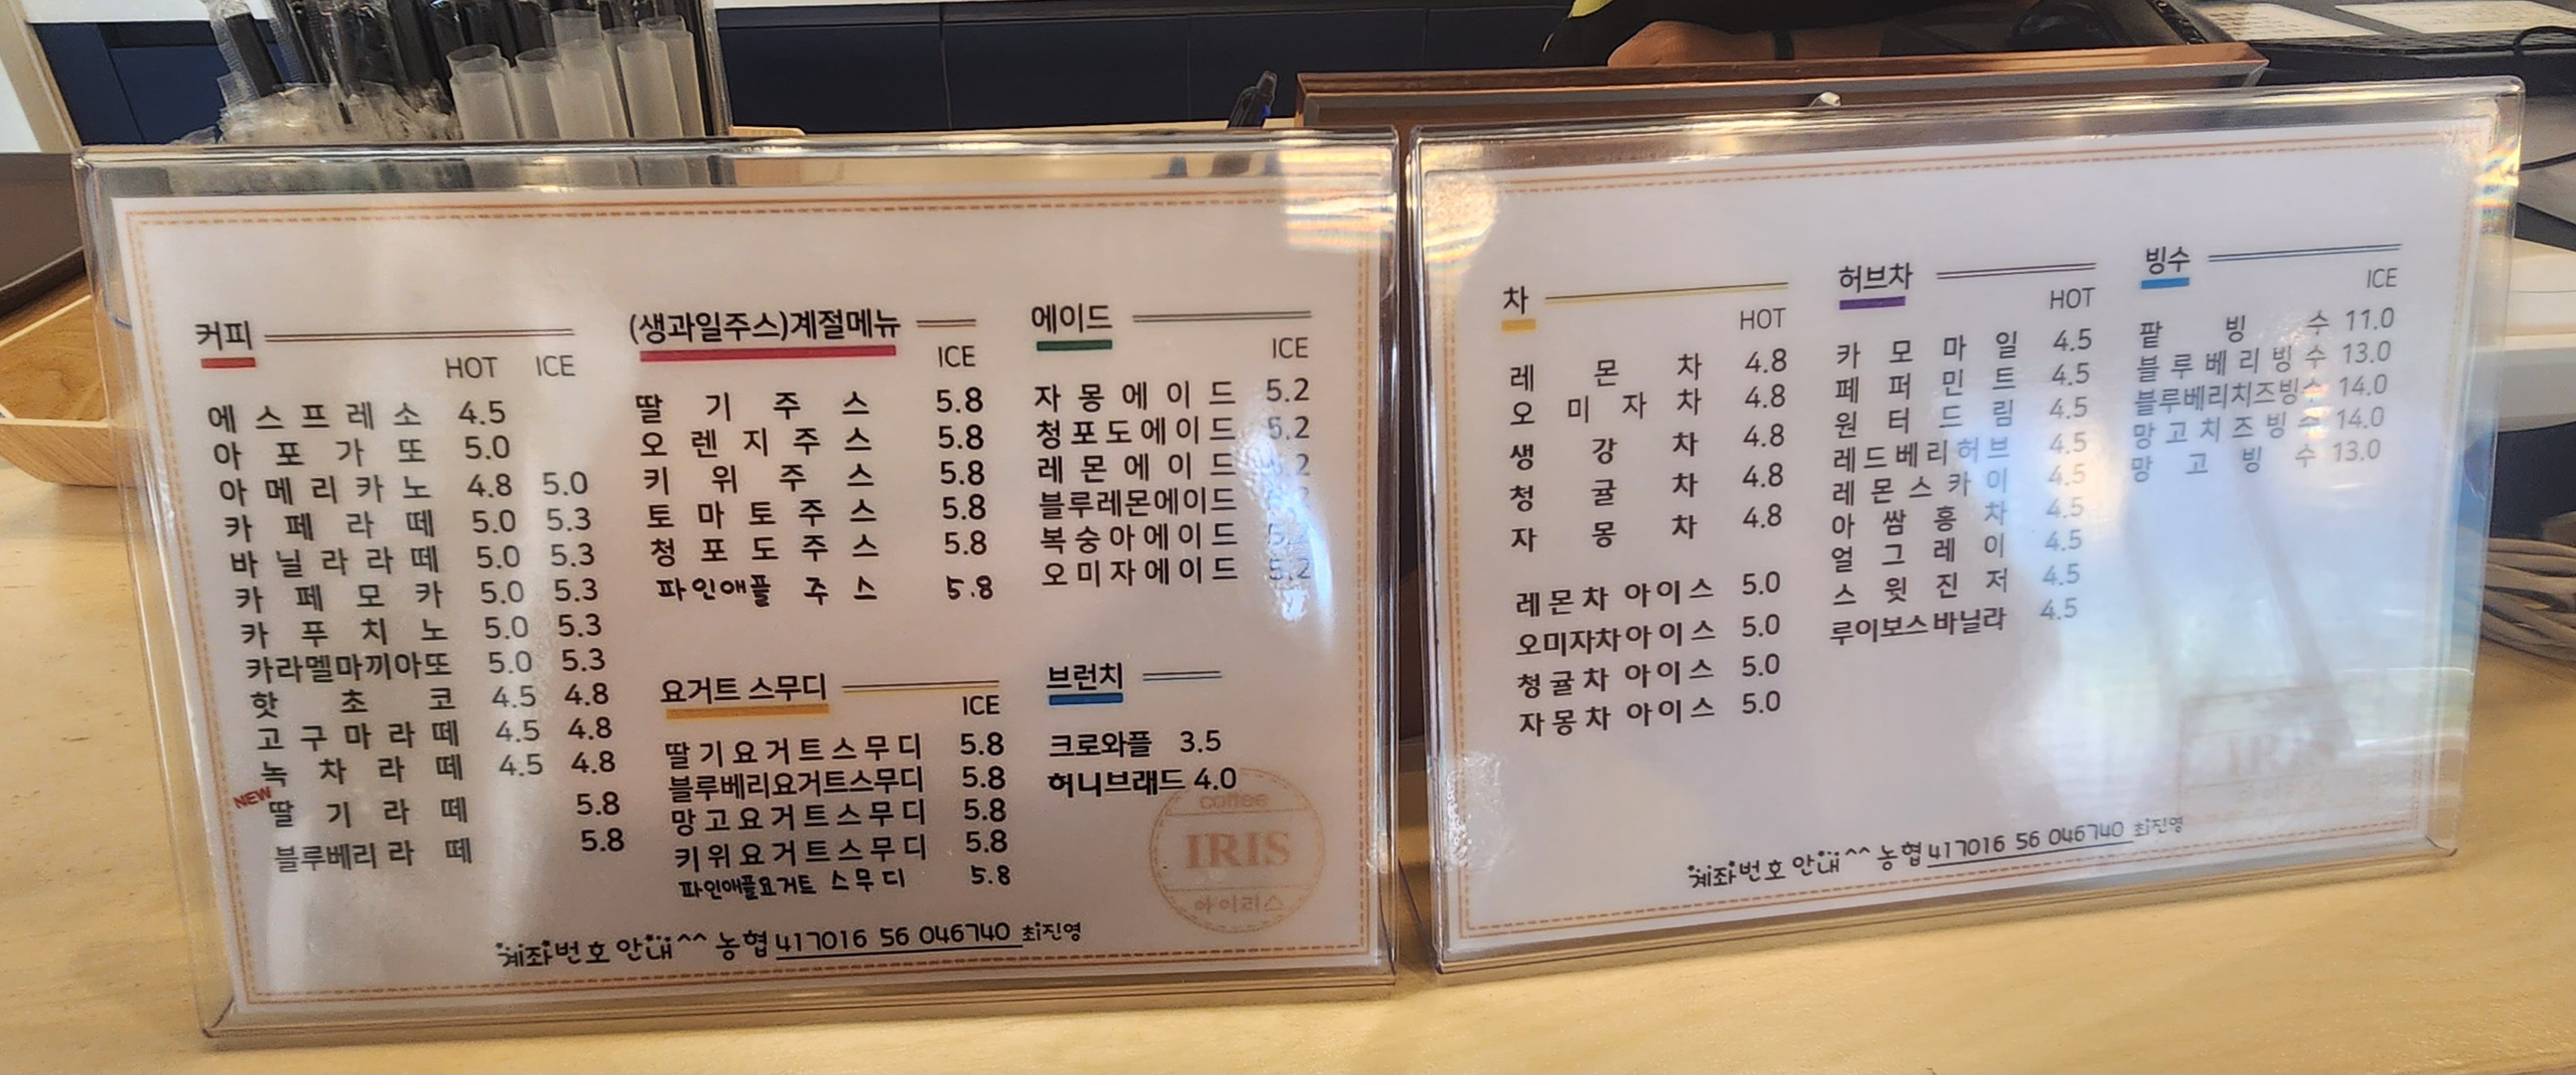 커피
HOT ICE
에스프레소 4.5
아포가또 5.0
아메리카노 4.8 5.0
카페라떼 5.0 5.3
바닐라라떼 5.0 5.3
카페모카 5.0 5.3
카푸치노 5.0 5.3
카라멜마끼아또 5.0 5.3
핫초코 4.5 4.8
고구마라떼 4.5 4.8
녹차라떼 4.5 4.8
NEW
딸기라떼 5.8
블루베리라떼 5.8
(생과일주스)계절메뉴
ICE
딸기주스 5.8
오렌지주스 5.8
키위주스 5.8
토마토주스 5.8
청포도주스 5.8
파인애플주스 5.8
요거트 스무디
ICE
딸기요거트스무디 5.8
블루베리요거트스무디 5.8
망고요거트스무디 5.8
키위요거트스무디 5.8
파인애플요거트 스무디 5.8
에이드
ICE
자몽에이드 5.2
청포도에이드 5.2
레몬에이드
블루레몬에이드
복숭아에이드
오미자에이드 5.2
브런치
크로와플 3.5
허니브래드 4.0
coffee
IRIS
아이리스
계좌번호 안내^^ 농협 417016 56 046740 최진영
차
HOT
레몬차 4.8
오미자차 4.8
생강차 4.8
청귤차 4.8
자몽차 4.8
레몬차 아이스 5.0
오미자차아이스 5.0
청귤차 아이스 5.0
자몽차 아이스 5.0
허브차
HOT
카모마일 4.5
페퍼민트 4.5
원터드림 4.5
레드베리허브 4.5
레몬스카이 4.5
아쌈홍차 4.5
얼그레이 4.5
스윗진저 4.5
루이보스바닐라 4.5
빙수
ICE
팥빙수 11.0
블루베리빙수 13.0
블루베리치즈빙수 14.0
망고치즈빙수 14.0
망고빙수 13.0
IRIS
계좌번호 안내^^ 농협 417016 56 046740 최진영